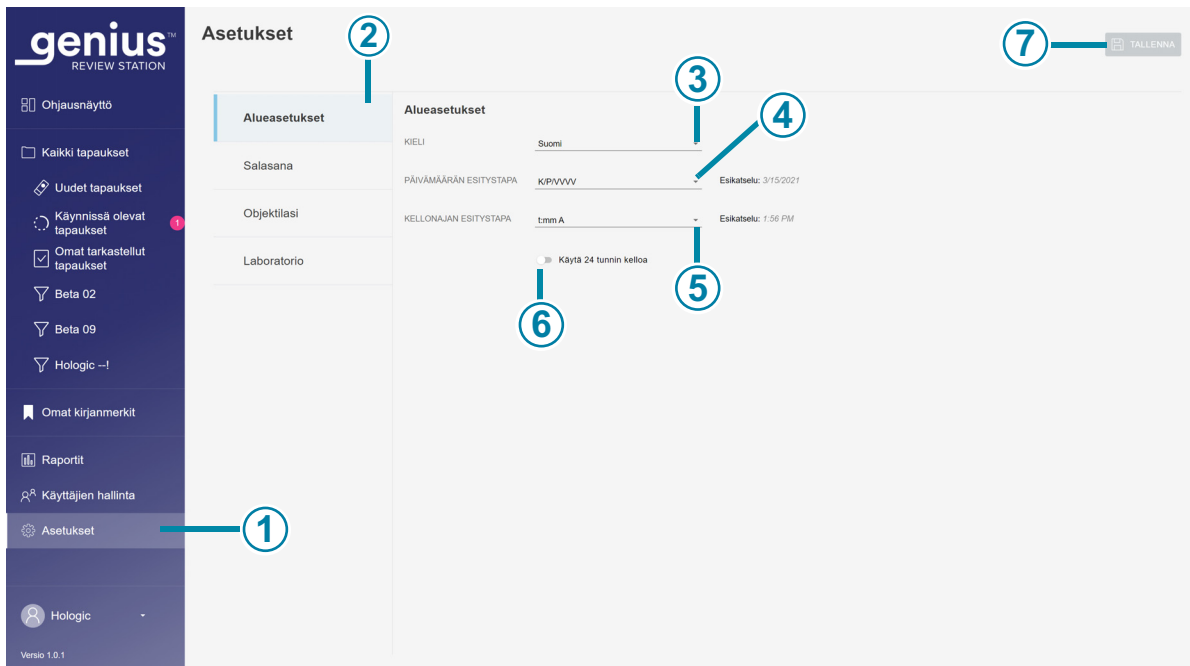 genius™
REVIEW STATION
Ohjausnäyttö
Kaikki tapaukset
Uudet tapaukset
Käynnissä olevat
tapaukset
1
Omat tarkastellut
tapaukset
Beta 02
Beta 09
Hologic --!
Omat kirjanmerkit
Raportit
Käyttäjien hallinta
Asetukset
Hologic
Versio 1.0.1
1
Asetukset
2
7
TALLENNA
Alueasetukset
Salasana
Objektilasi
Laboratorio
Alueasetukset
3
4
KIELI
Suomi
PÄIVÄMÄÄRÄN ESITYSTAPA
K/P/VVVV
Esikatselu: 3/15/2021
KELLONAJAN ESITYSTAPA
t:mm A
Esikatselu: 1:56 PM
Käytä 24 tunnin kelloa
5
6